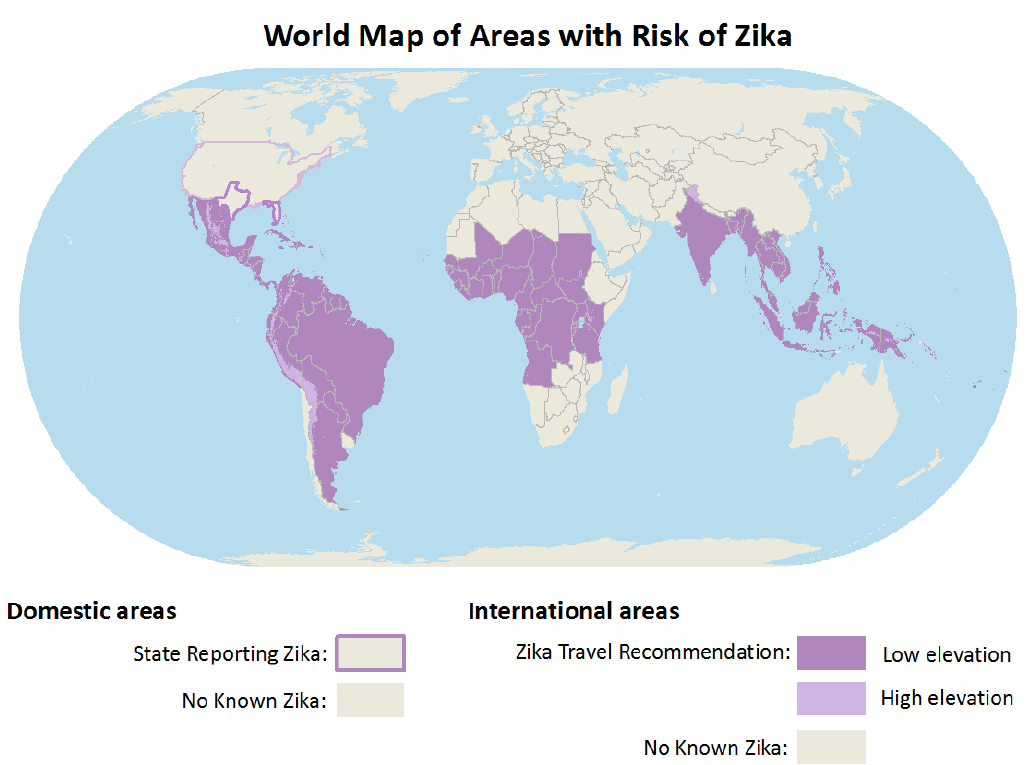 World Map of Areas with Risk of Zika
Domestic areas
State Reporting Zika:
No Known Zika:
International areas
Zika Travel Recommendation:
Low elevation
High elevation
No Known Zika: